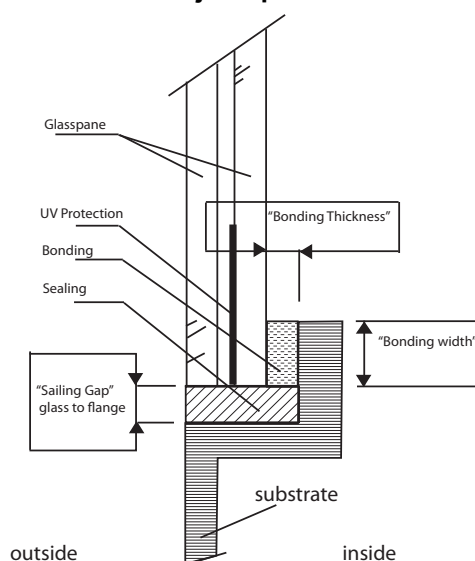 Glasspane
UV Protection
"Bonding Thickness"
Bonding
Sealing
"Bonding width"
"Sailing Gap"
glass to flange
substrate
outside
inside